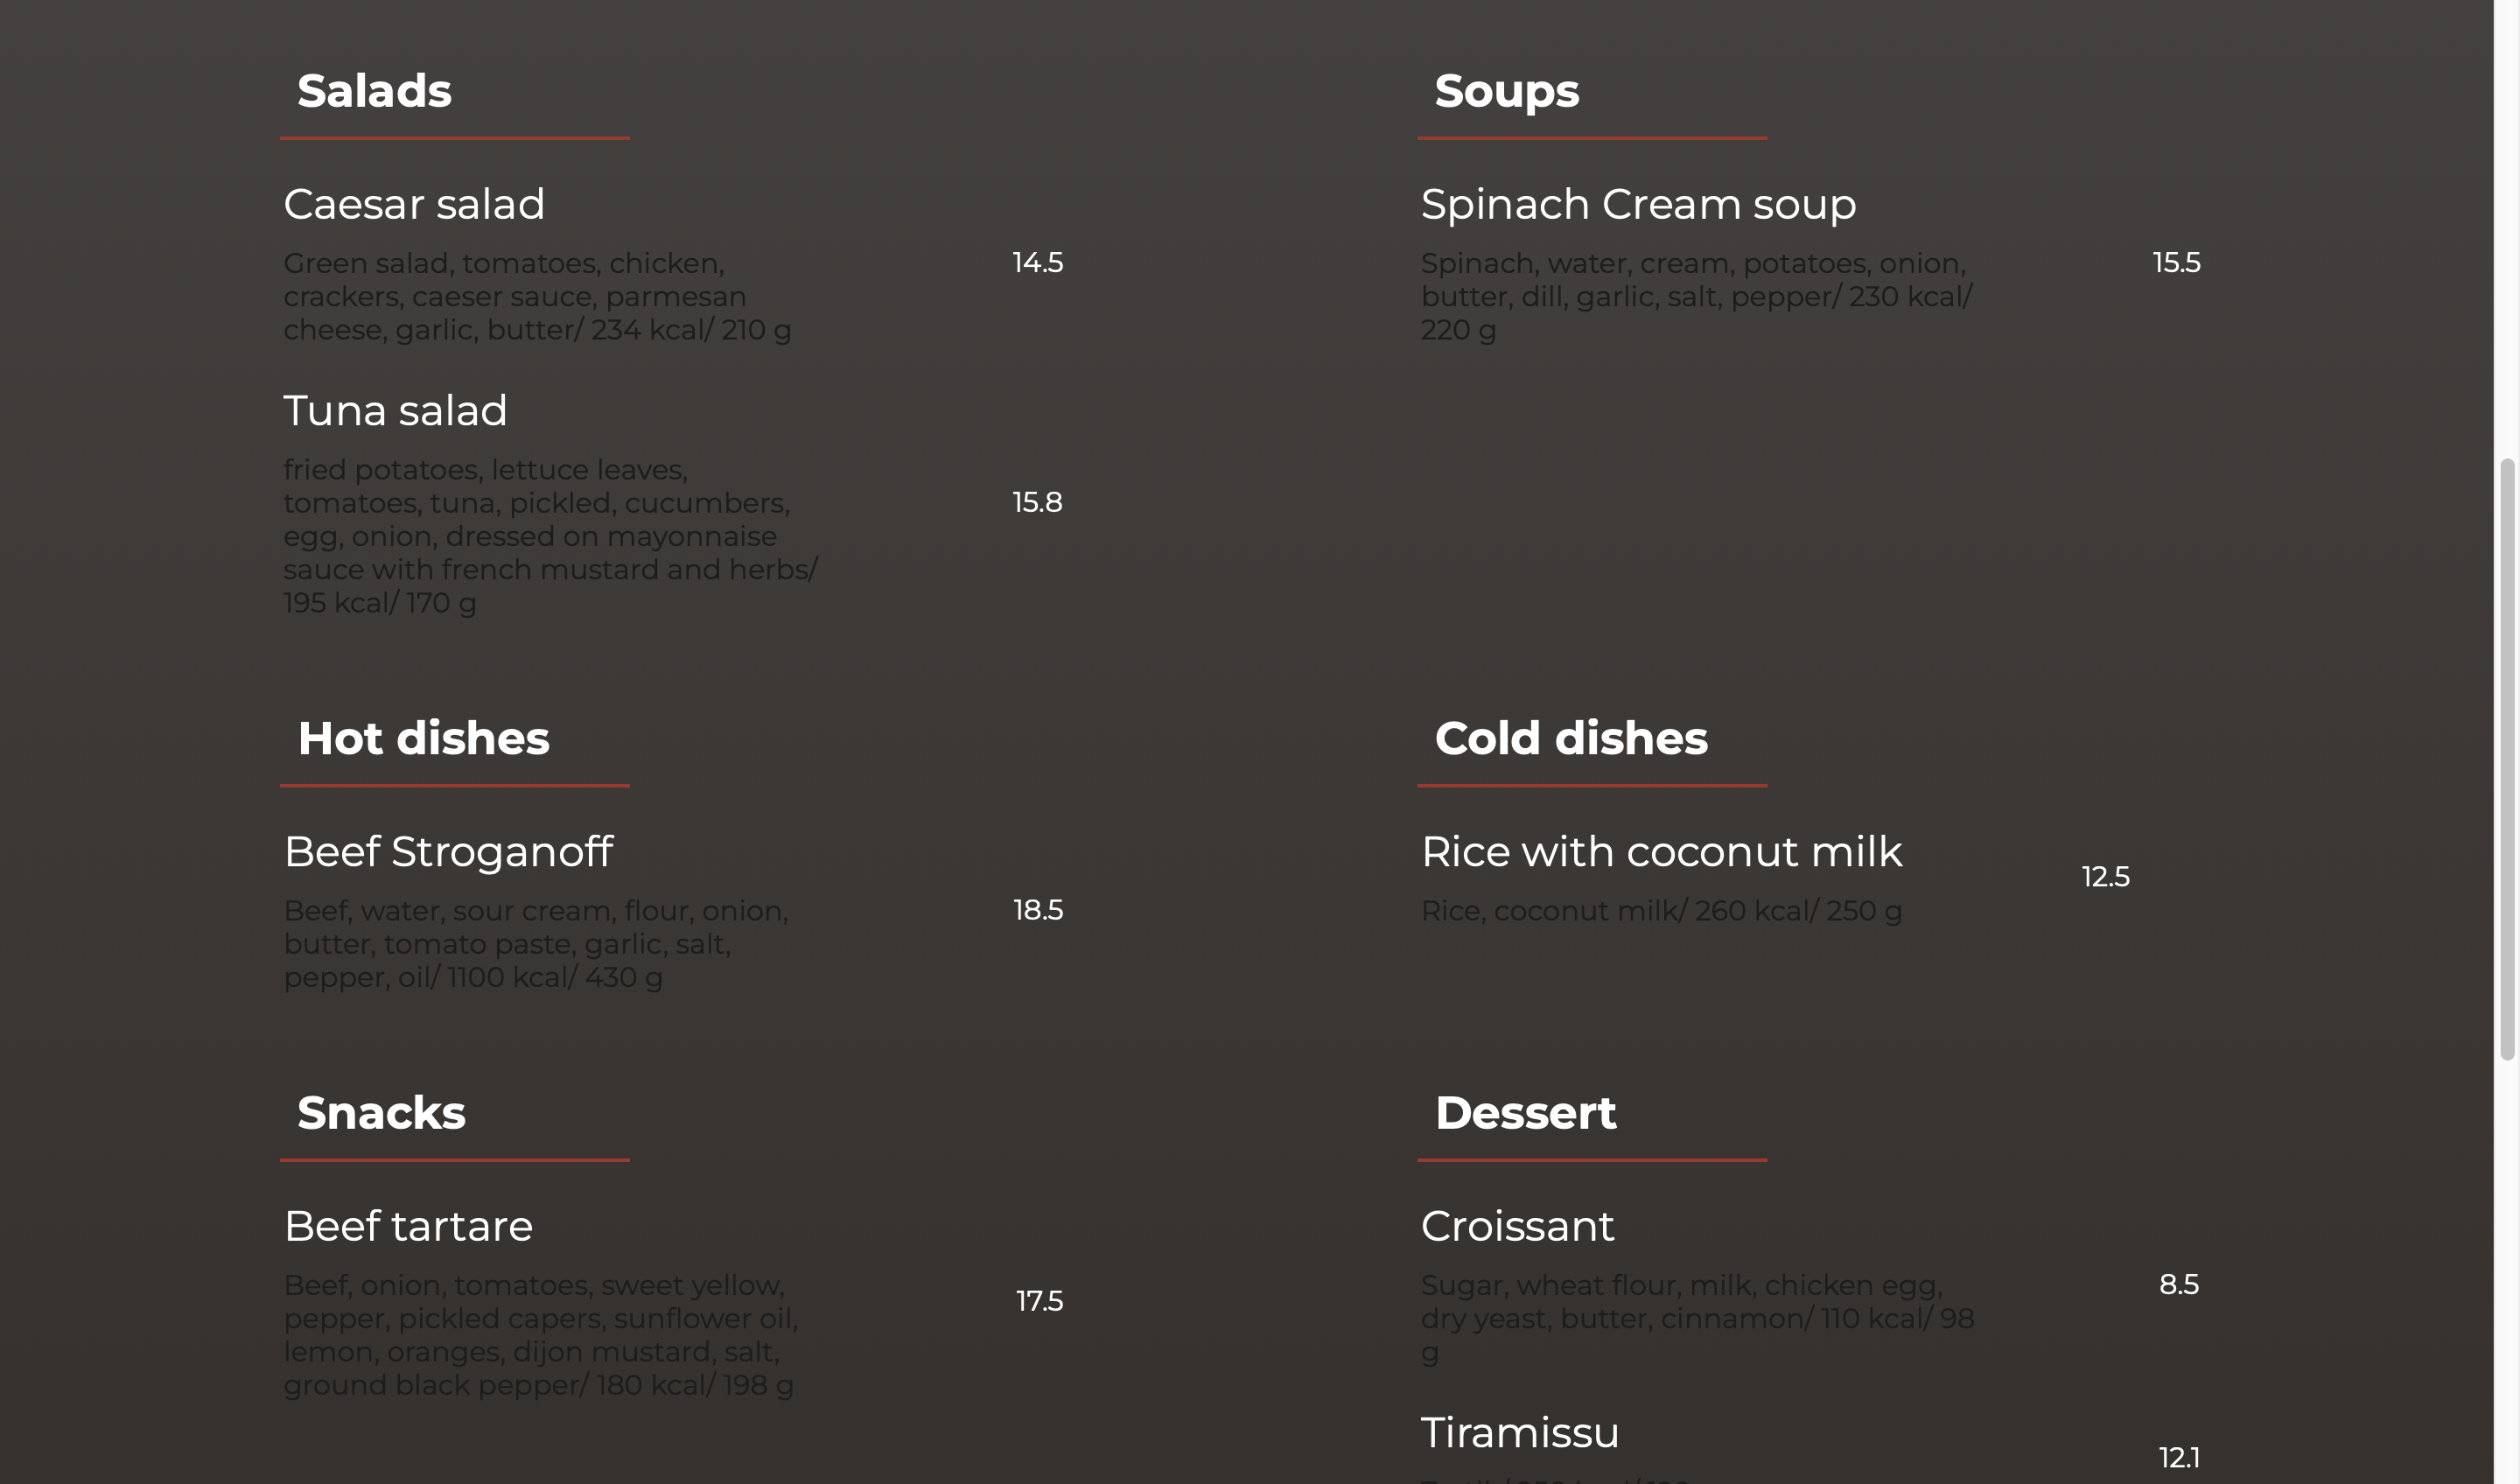 Salads
Caesar salad
Green salad, tomatoes, chicken,
crackers, caeser sauce, parmesan
cheese, garlic, butter/ 234 kcal/ 210 g
14.5
Tuna salad
fried potatoes, lettuce leaves,
tomatoes, tuna, pickled, cucumbers,
egg, onion, dressed on mayonnaise
sauce with french mustard and herbs/
195 kcal/ 170 g
15.8
Soups
Spinach Cream soup
Spinach, water, cream, potatoes, onion,
butter, dill, garlic, salt, pepper/ 230 kcal/
220 g
15.5
Hot dishes
Beef Stroganoff
Beef, water, sour cream, flour, onion,
butter, tomato paste, garlic, salt,
pepper, oil/ 1100 kcal/ 430 g
18.5
Cold dishes
Rice with coconut milk
Rice, coconut milk/ 260 kcal/ 250 g
12.5
Snacks
Beef tartare
Beef, onion, tomatoes, sweet yellow,
pepper, pickled capers, sunflower oil,
lemon, oranges, dijon mustard, salt,
ground black pepper/ 180 kcal/ 198 g
17.5
Dessert
Croissant
Sugar, wheat flour, milk, chicken egg,
dry yeast, butter, cinnamon/ 110 kcal/ 98
g
8.5
Tiramissu
12.1